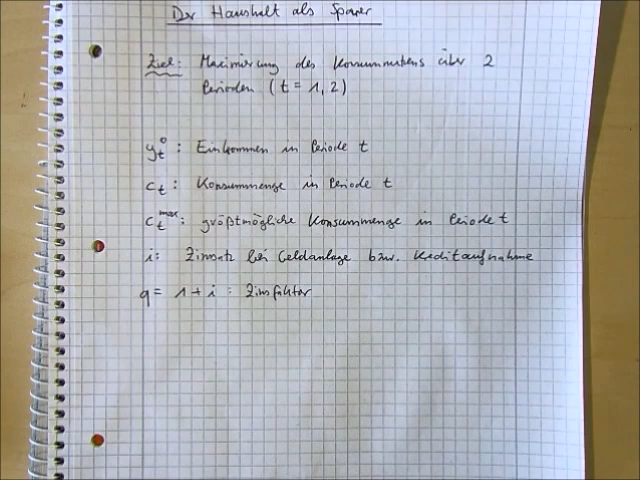 Der Haushalt als Sparer
Ziel: Maximierung des Konsumnutzens über 2
Perioden (t = 1, 2)
y_t^0 : Einkommen in Periode t
c_t : Konsummenge in Periode t
c_t^max : größtmögliche Konsummenge in Periode t
i : Zinssatz bei Geldanlage bzw. Kreditaufnahme
q = 1 + i : Zinsfaktor